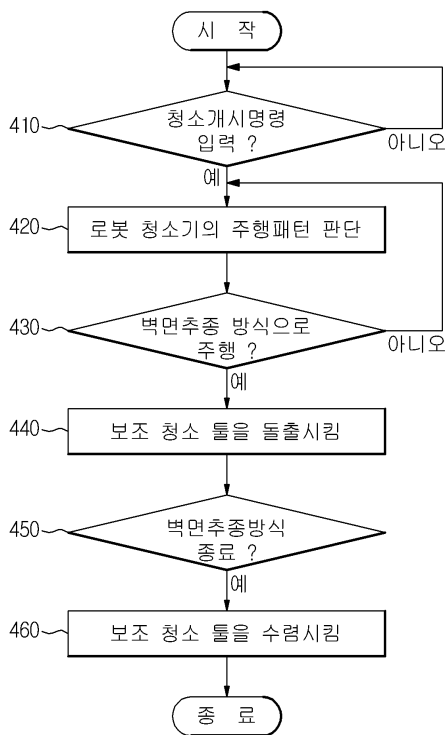 시 작
410
청소개시명령
입력 ?
아니오
예
420
로봇 청소기의 주행패턴 판단
430
벽면추종 방식으로
주행 ?
아니오
예
440
보조 청소 툴을 돌출시킴
450
벽면추종방식
종료 ?
예
460
보조 청소 툴을 수렴시킴
종 료